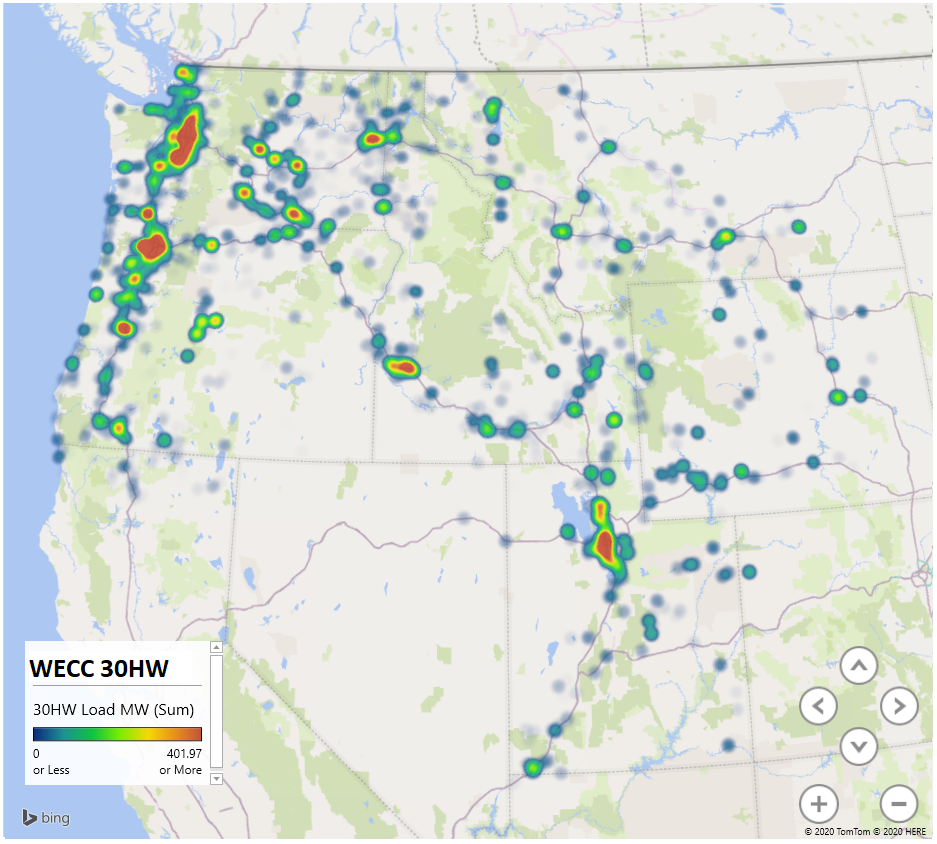 WECC 30HW
30HW Load MW (Sum)
0 401.97
or Less or More
bing
© 2020 TomTom © 2020 HERE